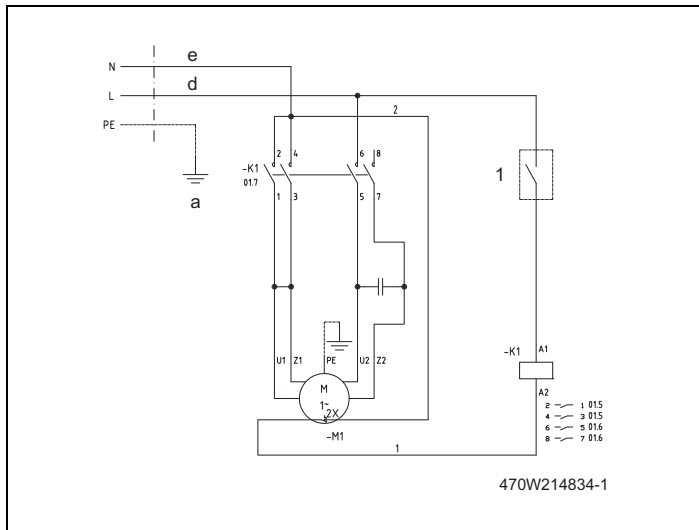 N e
L d
2
PE
2 4 6 8
-K1
01.7
1
a
1 3 5 7
U1 Z1 PE U2 Z2
-K1 A1
M
1~
2X
-M1
A2
2 1 01.5
4 3 01.5
6 5 01.6
8 7 01.6
1
470W214834-1